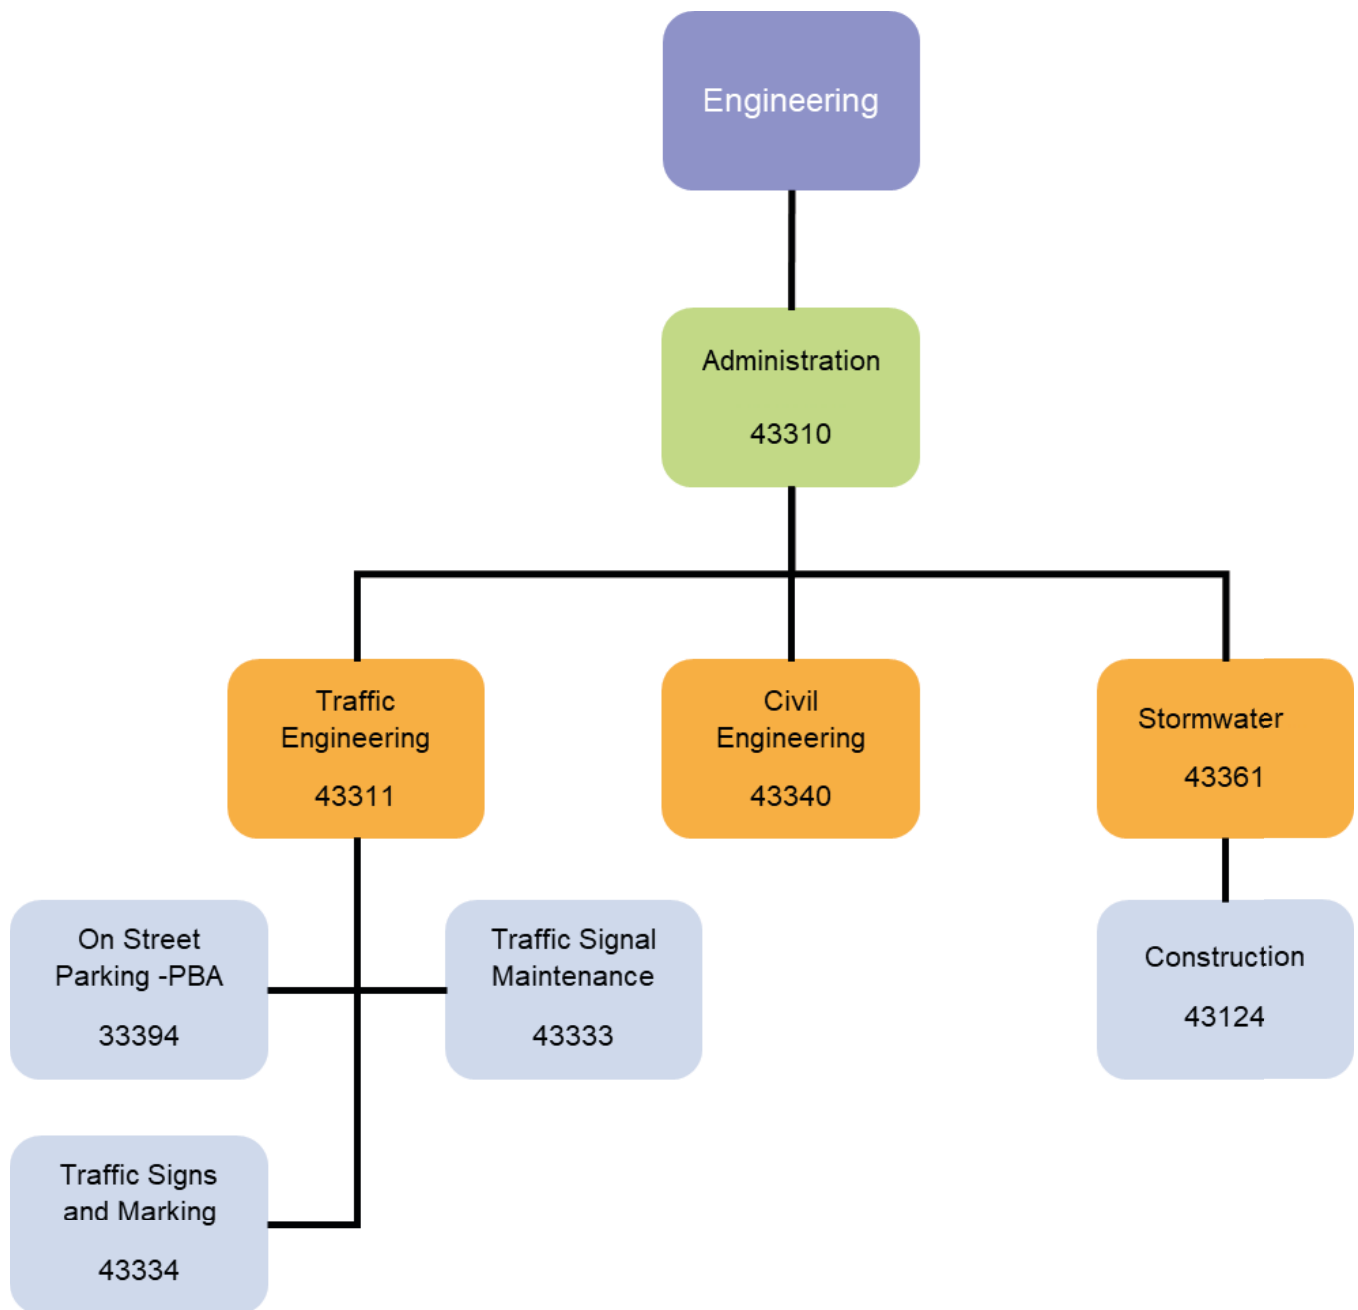 Engineering
Administration
43310
Traffic
Engineering
43311
Civil
Engineering
43340
Stormwater
43361
On Street
Parking -PBA
33394
Traffic Signal
Maintenance
43333
Construction
43124
Traffic Signs
and Marking
43334